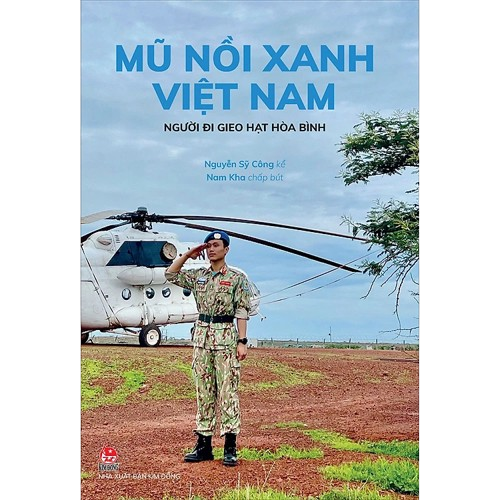 MŨ NỒI XANH
VIỆT NAM
NGƯỜI ĐI GIEO HẠT HÒA BÌNH
Nguyễn Sỹ Công kể
Nam Kha chấp bút
KIM ĐỒNG
NHÀ XUẤT BẢN KIM ĐỒNG